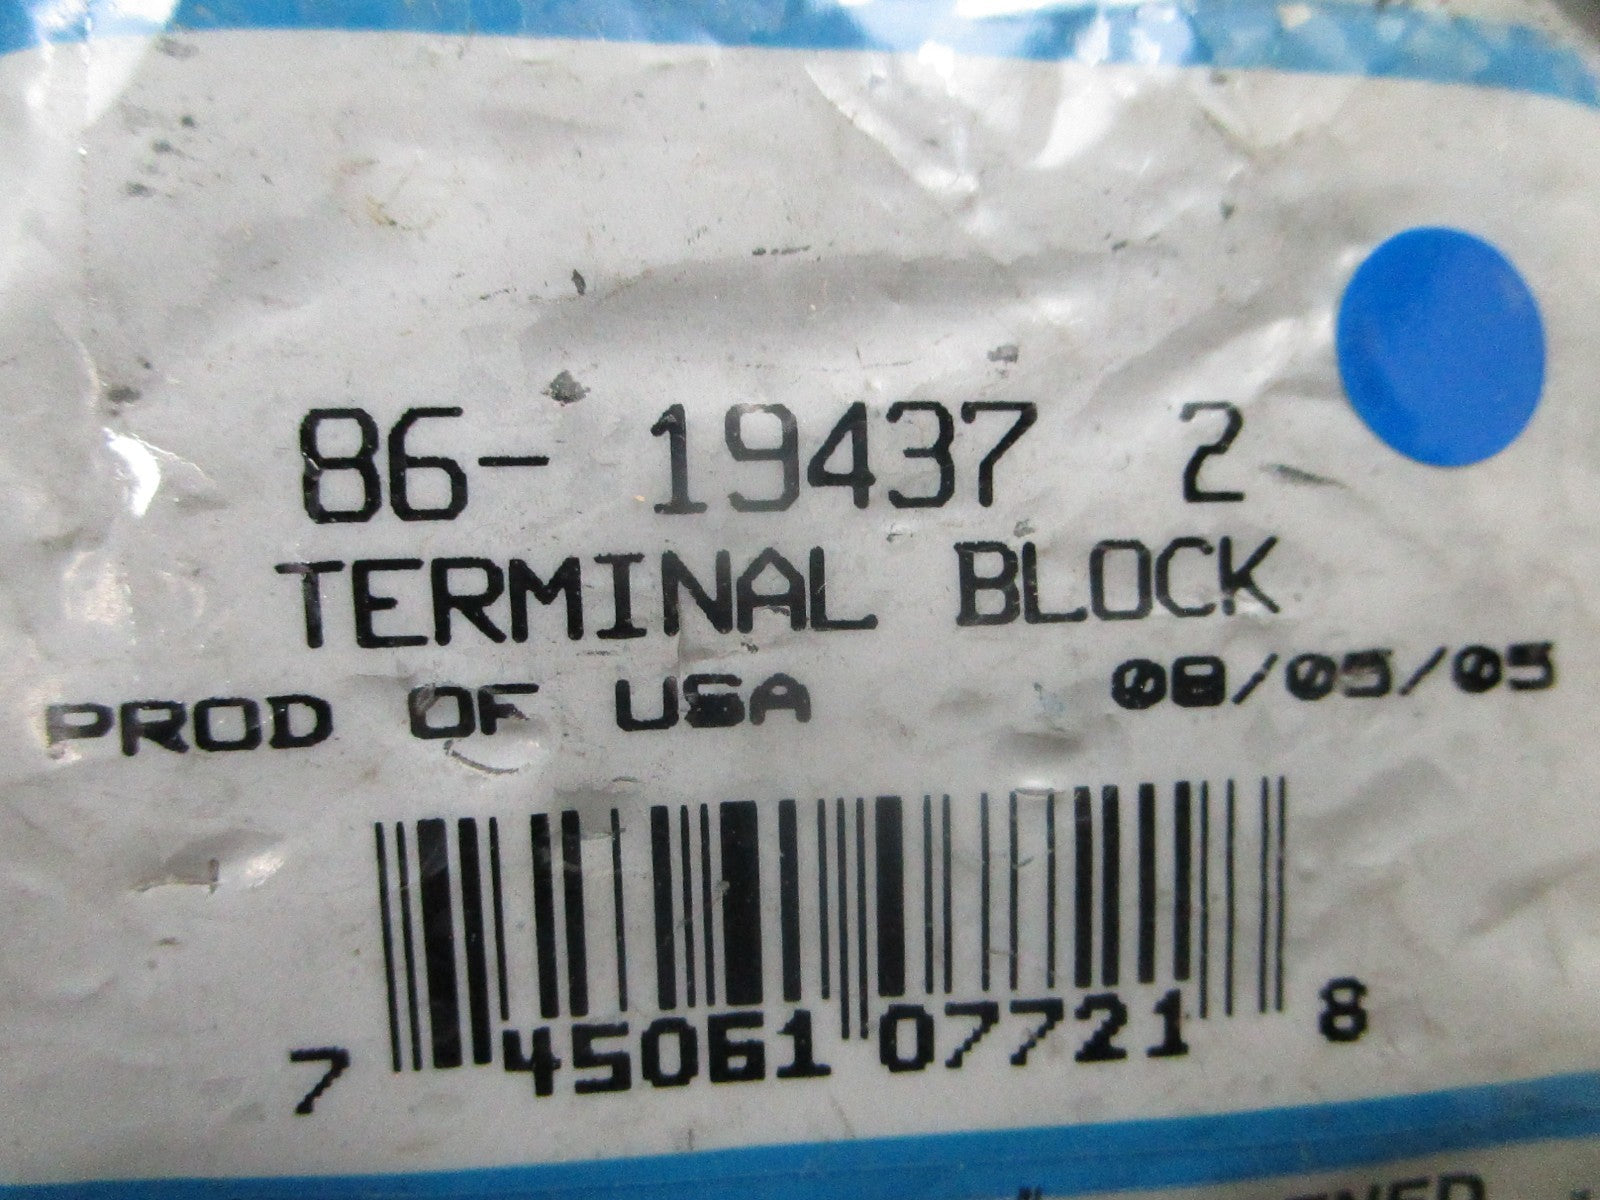 86- 19437 2
TERMINAL BLOCK
PROD OF USA 08/05/05
7 45061 07721 8